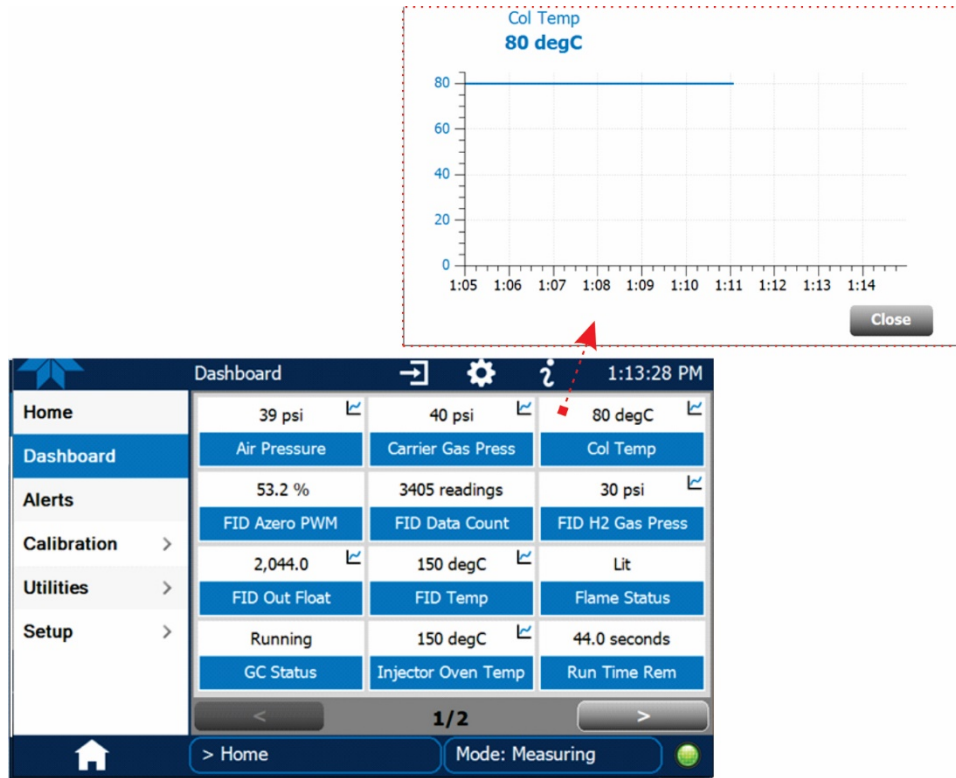 Col Temp
80 degC
80
60
40
20
0
1:05 1:06 1:07 1:08 1:09 1:10 1:11 1:12 1:13 1:14
Close
Dashboard 1:13:28 PM
Home
Dashboard
Alerts
Calibration >
Utilities >
Setup >
39 psi 40 psi 80 degC
Air Pressure Carrier Gas Press Col Temp
53.2 % 3405 readings 30 psi
FID Azero PWM FID Data Count FID H2 Gas Press
2,044.0 150 degC Lit
FID Out Float FID Temp Flame Status
Running 150 degC 44.0 seconds
GC Status Injector Oven Temp Run Time Rem
< 1/2 >
> Home Mode: Measuring